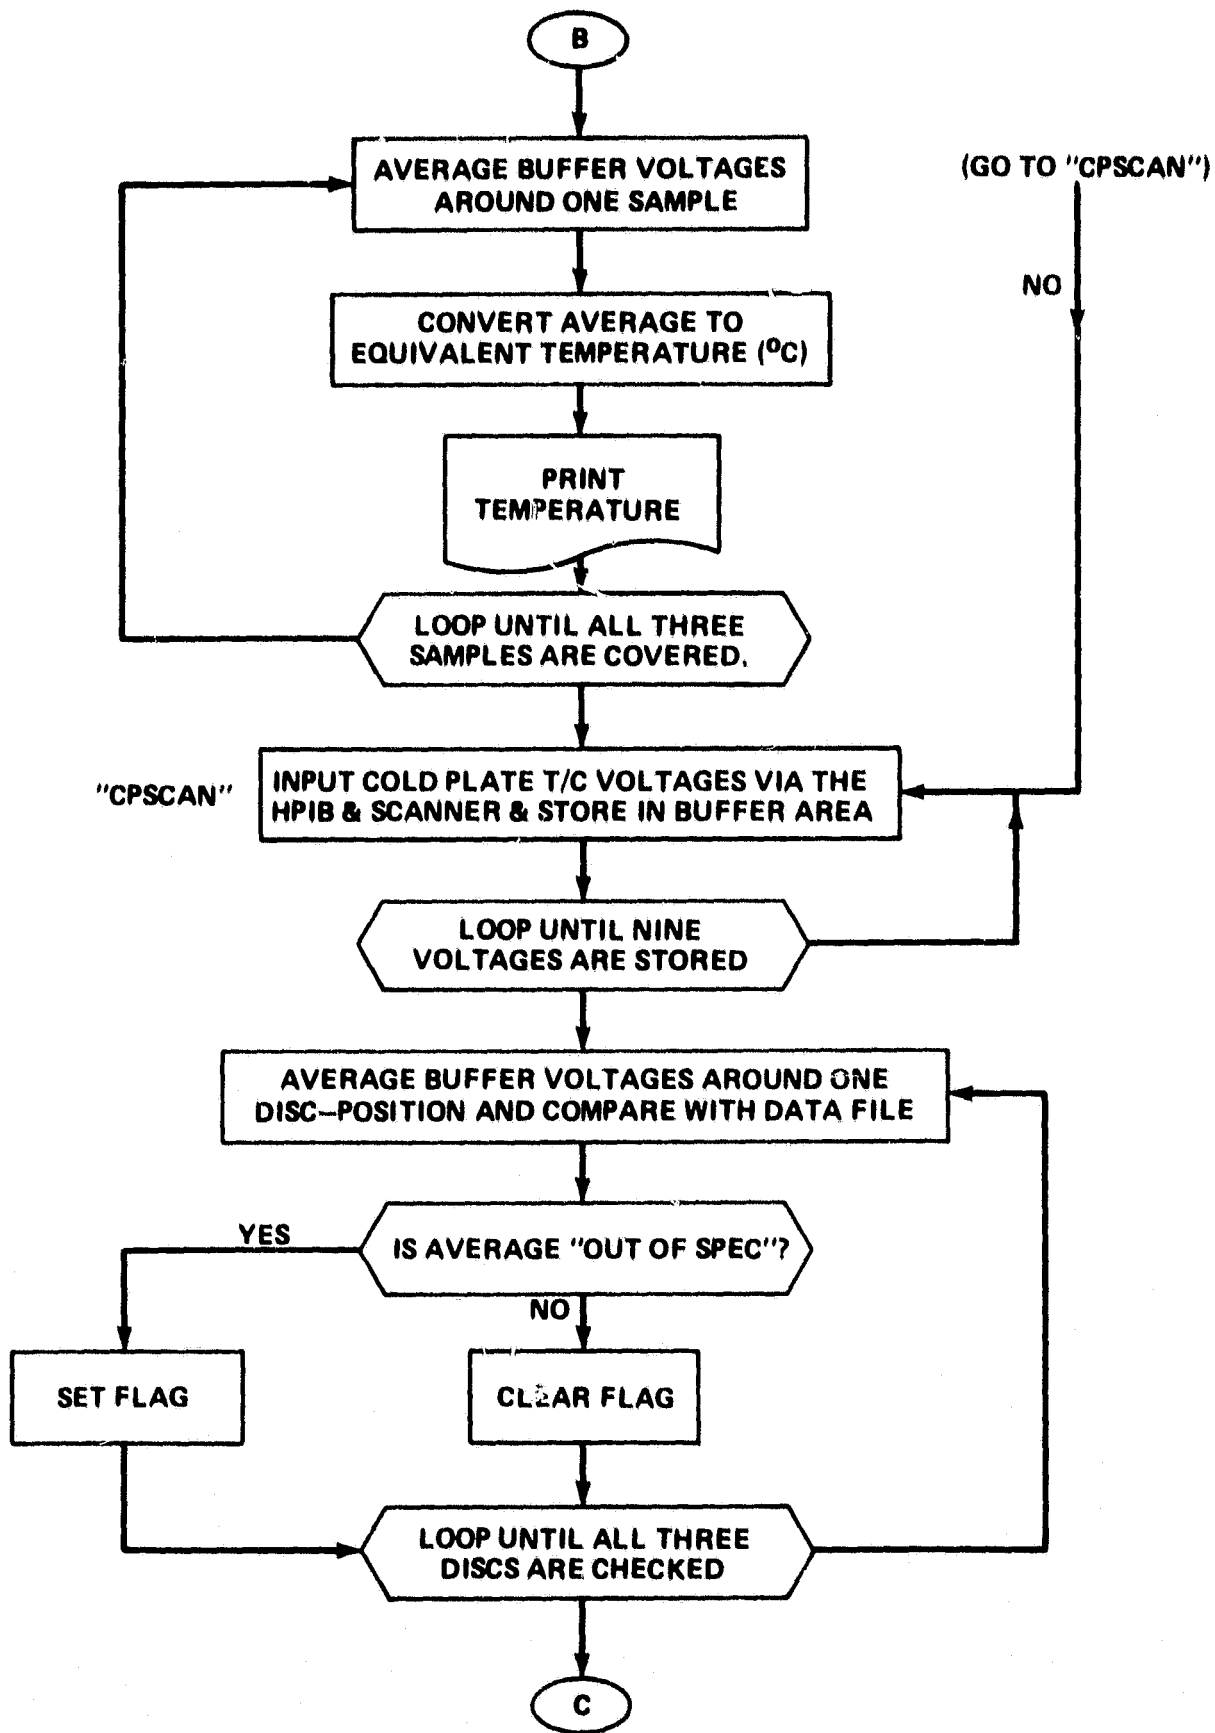 B
AVERAGE BUFFER VOLTAGES
AROUND ONE SAMPLE
(GO TO "CPSCAN")
NO
CONVERT AVERAGE TO
EQUIVALENT TEMPERATURE (°C)
PRINT
TEMPERATURE
LOOP UNTIL ALL THREE
SAMPLES ARE COVERED.
"CPSCAN"
INPUT COLD PLATE T/C VOLTAGES VIA THE
HPIB & SCANNER & STORE IN BUFFER AREA
LOOP UNTIL NINE
VOLTAGES ARE STORED
AVERAGE BUFFER VOLTAGES AROUND ONE
DISC–POSITION AND COMPARE WITH DATA FILE
YES
IS AVERAGE "OUT OF SPEC"?
NO
SET FLAG
CLEAR FLAG
LOOP UNTIL ALL THREE
DISCS ARE CHECKED
C